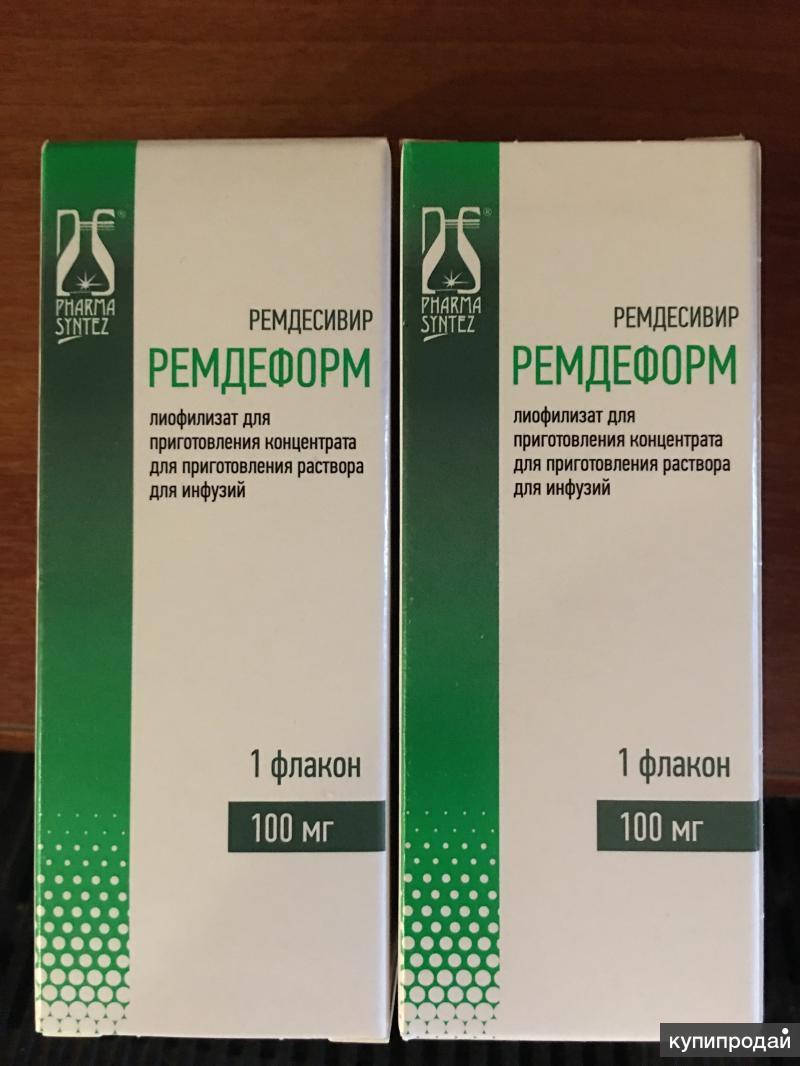 PHARMA
SYNTEZ
РЕМДЕСИВИР
РЕМДЕФОРМ
лиофилизат для
приготовления концентрата
для приготовления раствора
для инфузий
1 флакон
100 мг
PHARMA
SYNTEZ
РЕМДЕСИВИР
РЕМДЕФОРМ
лиофилизат для
приготовления концентрата
для приготовления раствора
для инфузий
1 флакон
100 мг
купипродай